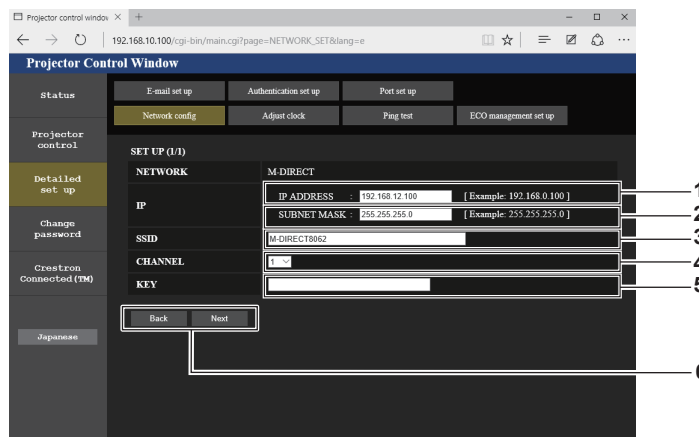 Projector control window
192.168.10.100/cgi-bin/main.cgi?page=NETWORK_SET&lang=e
Projector Control Window
Status
Projector control
Detailed set up
Change password
Crestron Connected(TM)
Japanese
E-mail set up Authentication set up Port set up
Network config Adjust clock Ping test ECO management set up
SET UP (1/1)
NETWORK M-DIRECT
IP
IP ADDRESS : 192.168.12.100 [ Example: 192.168.0.100 ] 1
SUBNET MASK : 255.255.255.0 [ Example: 255.255.255.0 ] 2
SSID M-DIRECT8062 3
CHANNEL 1 4
KEY 5
Back Next
6